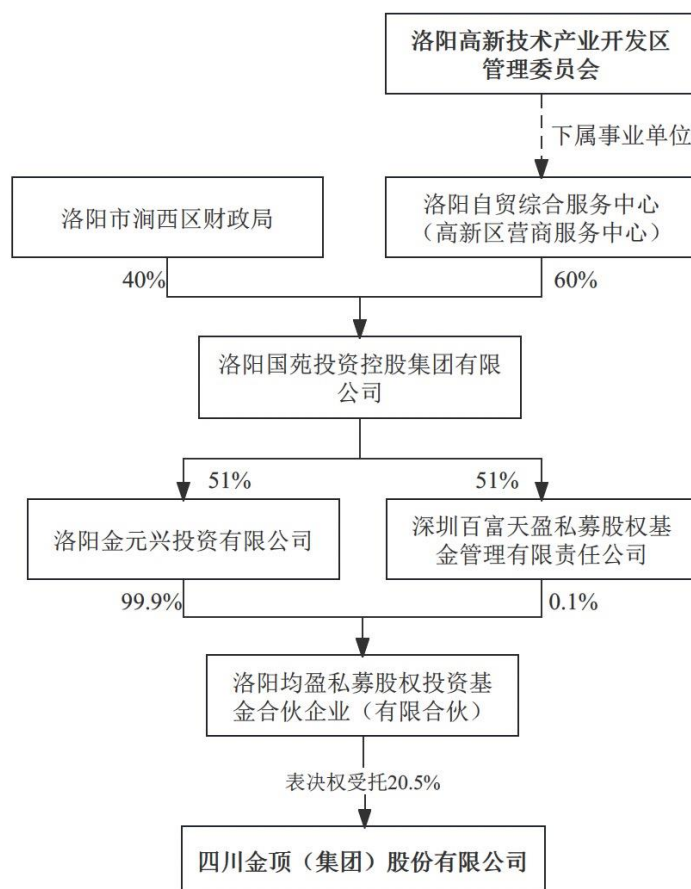 洛阳高新技术产业开发区
管理委员会
下属事业单位
洛阳市涧西区财政局
洛阳自贸综合服务中心
（高新区营商服务中心）
40%
60%
洛阳国苑投资控股集团有限
公司
51%
51%
洛阳金元兴投资有限公司
深圳百富天盈私募股权基
金管理有限责任公司
99.9%
0.1%
洛阳均盈私募股权投资基
金合伙企业（有限合伙）
表决权受托20.5%
四川金顶（集团）股份有限公司